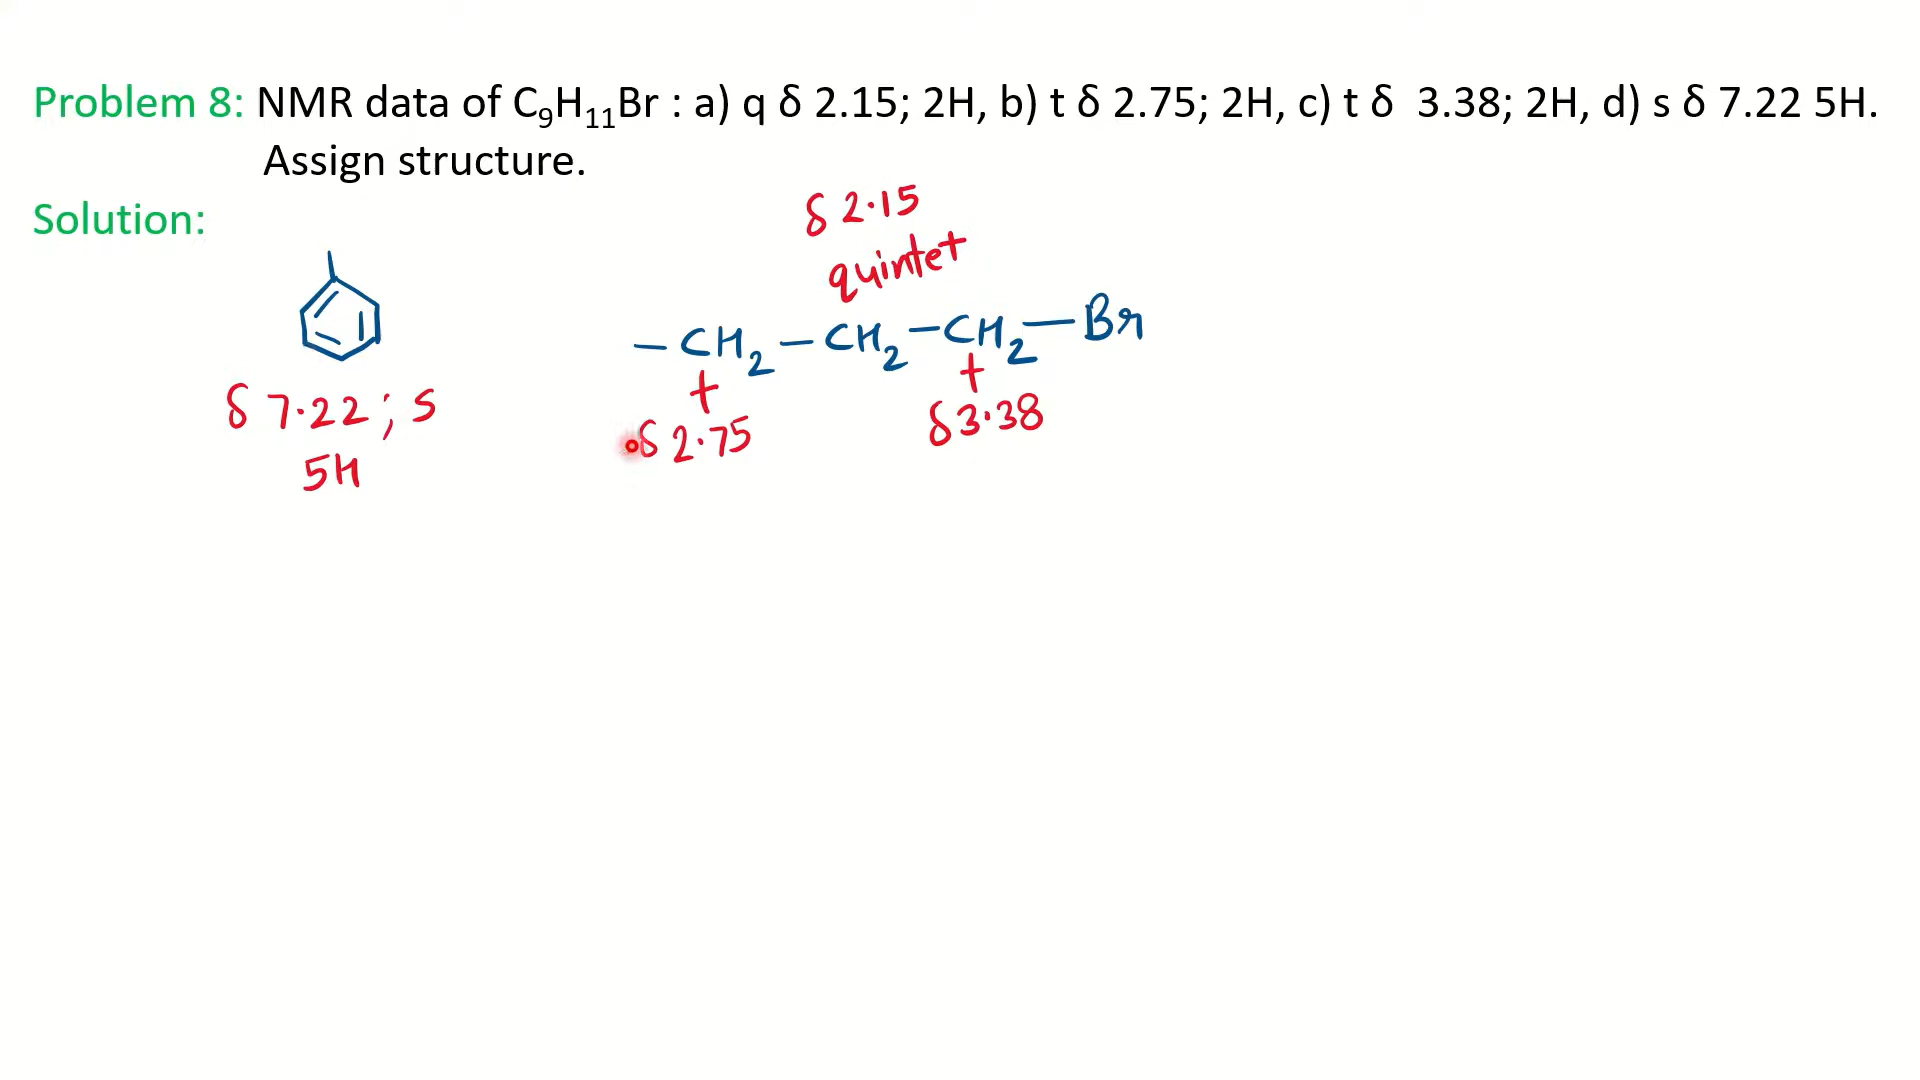 Problem 8: NMR data of C₉H₁₁Br : a) q δ 2.15; 2H, b) t δ 2.75; 2H, c) t δ 3.38; 2H, d) s δ 7.22 5H.
Assign structure.
Solution:
δ 2.15
quintet
– CH₂ – CH₂ – CH₂ — Br
t t
δ 7.22 ; s
5H
δ 2.75 δ 3.38